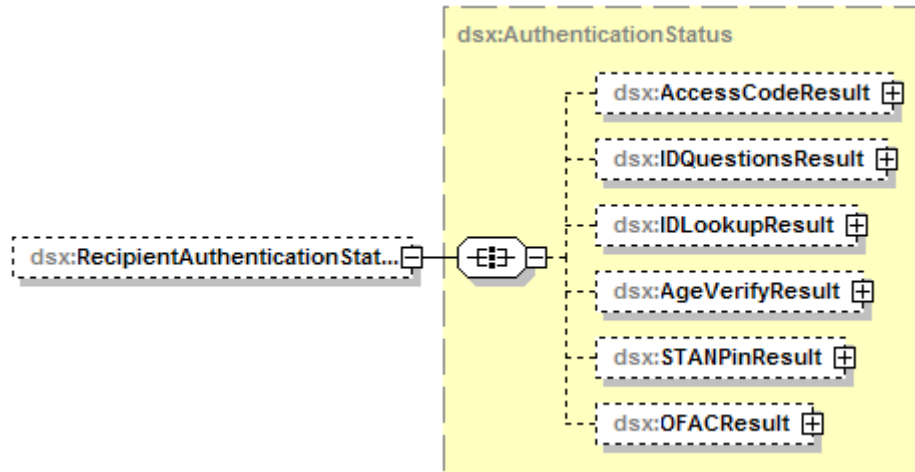 dsx:AuthenticationStatus
dsx:AccessCodeResult
dsx:IDQuestionsResult
dsx:IDLookupResult
dsx:RecipientAuthenticationStat...
dsx:AgeVerifyResult
dsx:STANPinResult
dsx:OFACResult